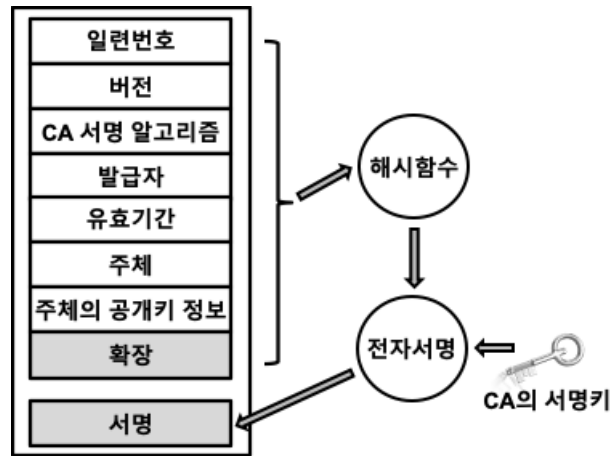 일련번호
버전
CA 서명 알고리즘
발급자
유효기간
주체
주체의 공개키 정보
확장
서명
해시함수
전자서명
CA의 서명키